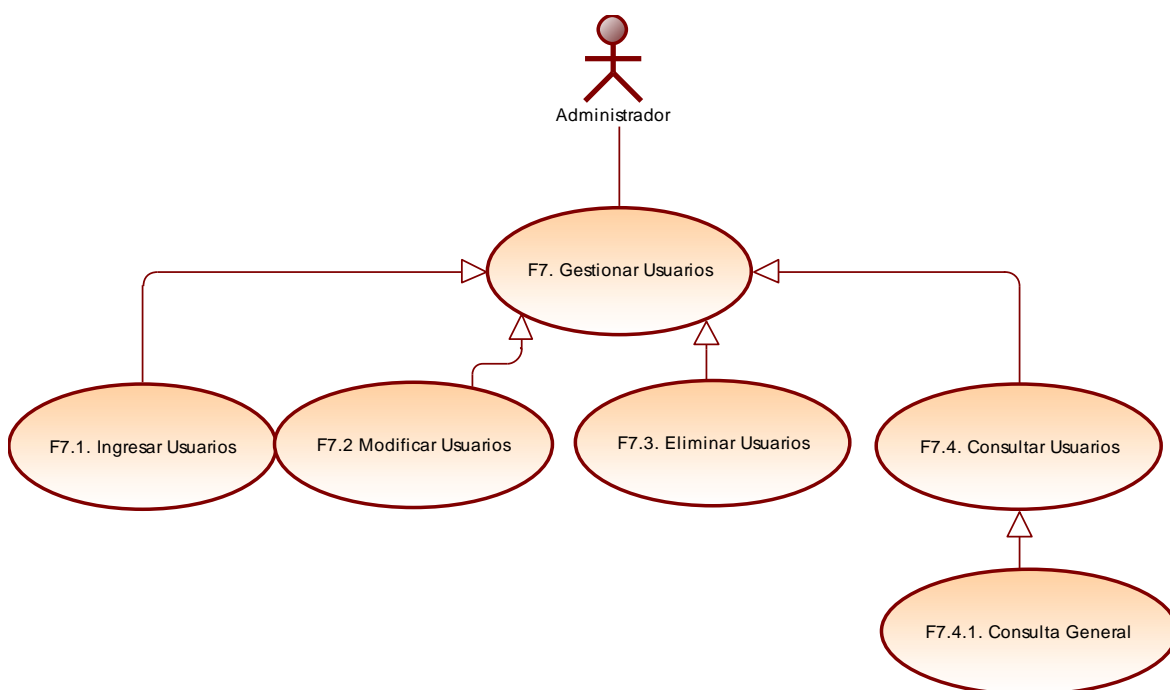 Administrador
F7. Gestionar Usuarios
F7.1. Ingresar Usuarios
F7.2 Modificar Usuarios
F7.3. Eliminar Usuarios
F7.4. Consultar Usuarios
F7.4.1. Consulta General